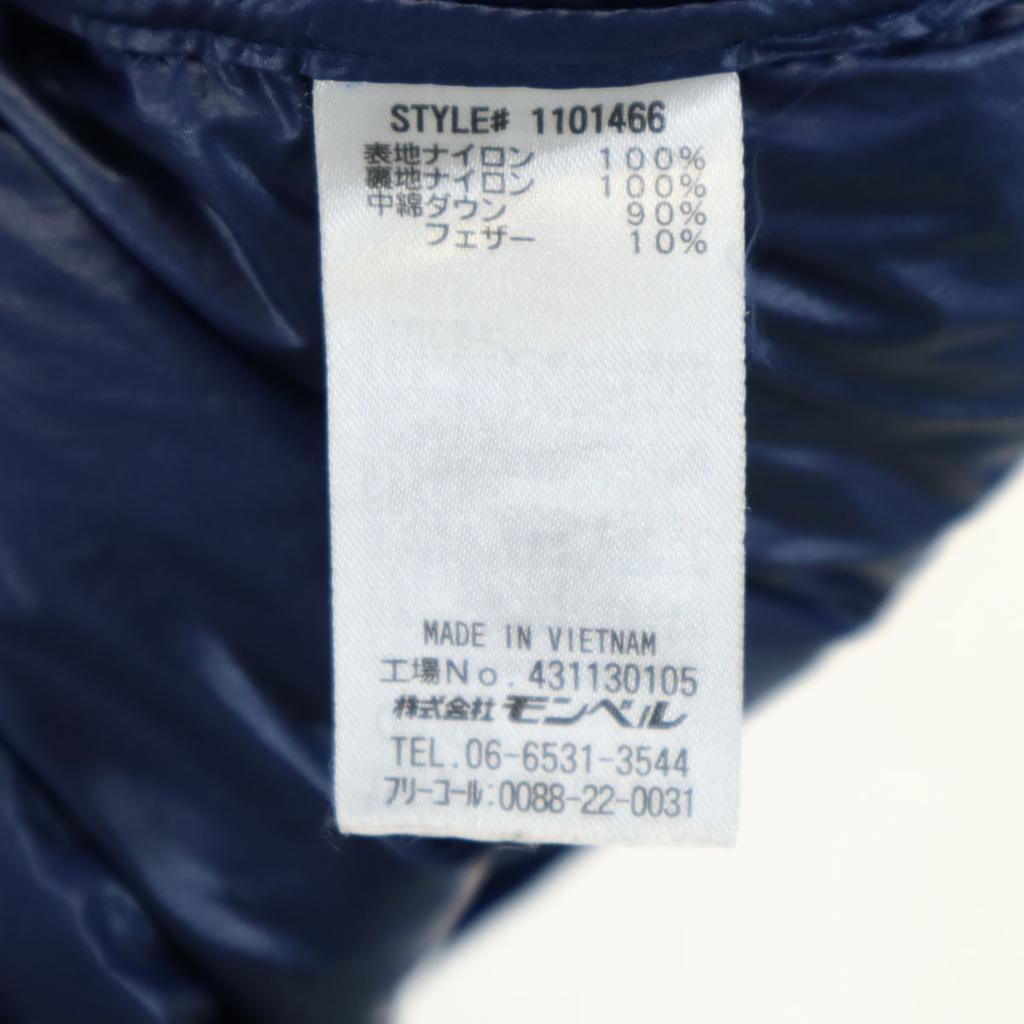 STYLE# 1101466
表地ナイロン 100%
裏地ナイロン 100%
中綿ダウン 90%
フェザー 10%
MADE IN VIETNAM
工場No. 431130105
株式会社 モンベル
TEL.06-6531-3544
フリーコール:0088-22-0031